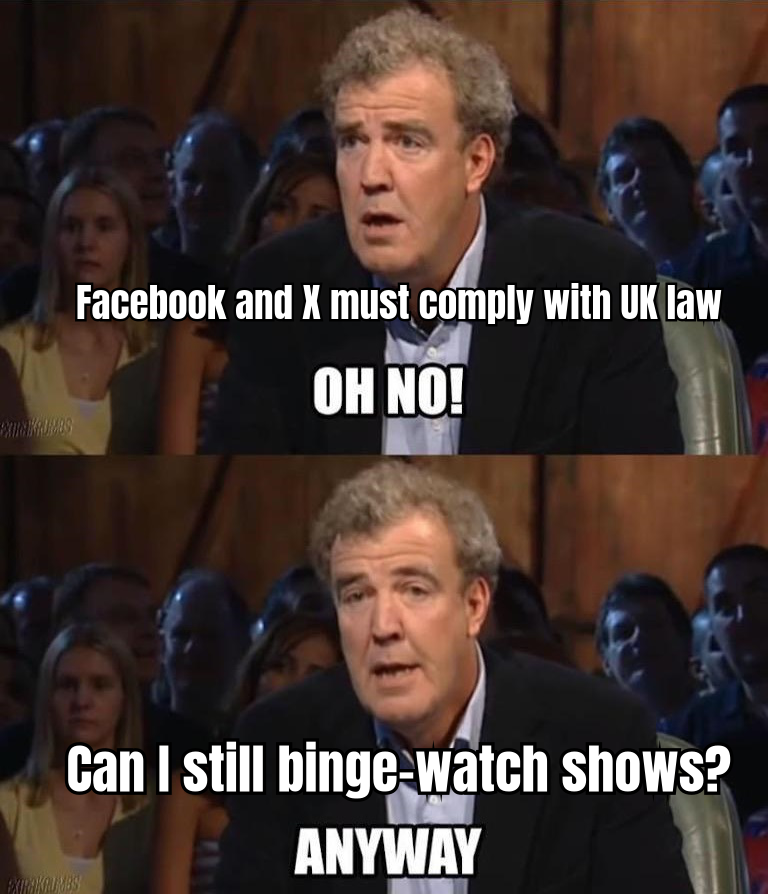 Facebook and X must comply with UK law
OH NO!
Can I still binge-watch shows?
ANYWAY